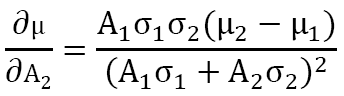 ∂μ/∂A₂ = A₁σ₁σ₂(μ₂ − μ₁)/(A₁σ₁ + A₂σ₂)²